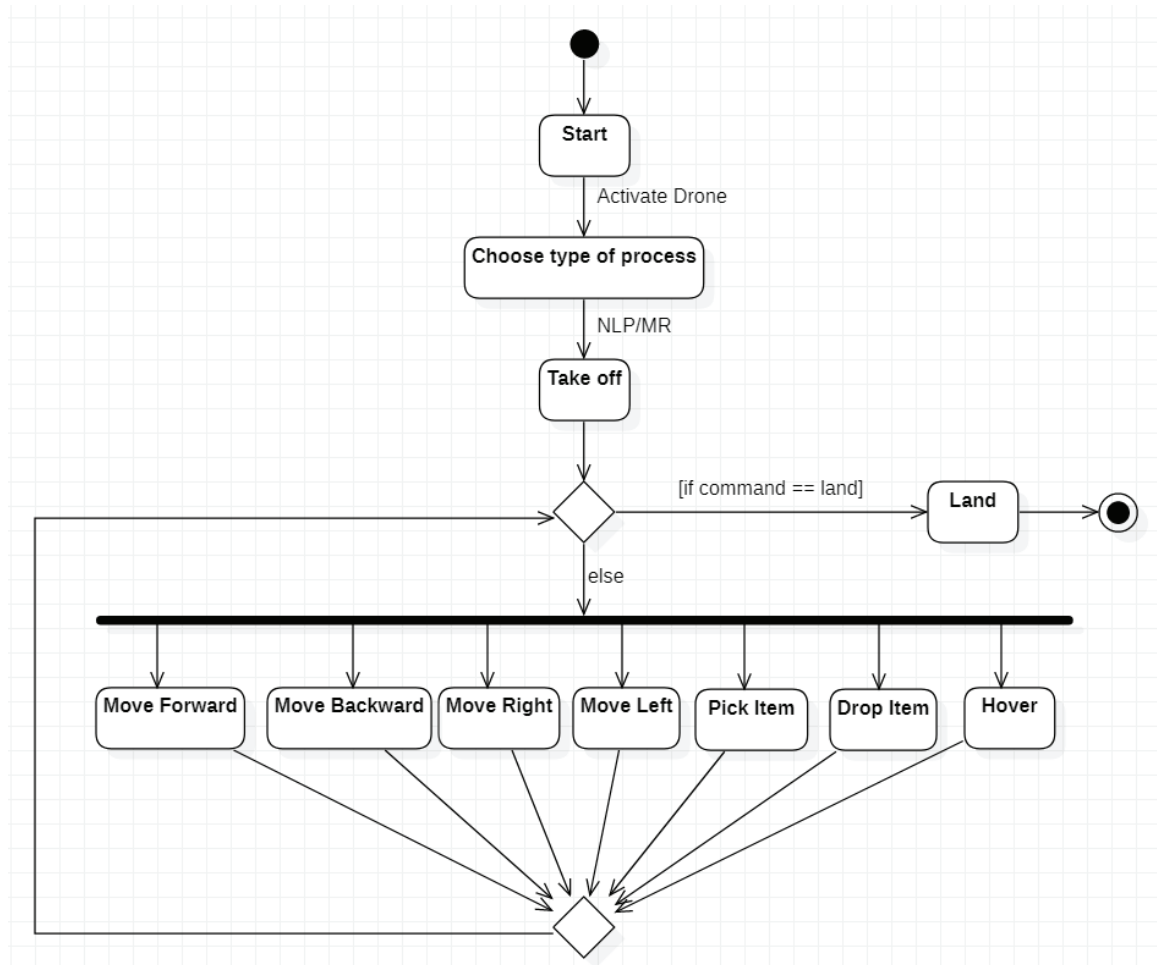 Start
Activate Drone
Choose type of process
NLP/MR
Take off
[if command == land]
Land
else
Move Forward
Move Backward
Move Right
Move Left
Pick Item
Drop Item
Hover